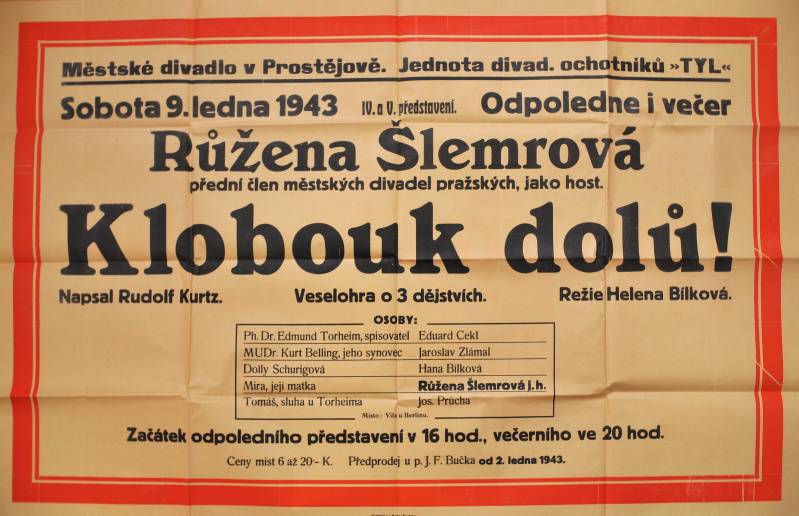 Městské divadlo v Prostějově. Jednota divad. ochotníků »TYL«
Sobota 9. ledna 1943 IV. a V. představení. Odpoledne i večer
Růžena Šlemrová
přední člen městských divadel pražských, jako host.
Klobouk dolů!
Napsal Rudolf Kurtz. Veselohra o 3 dějstvích. Režie Helena Bílková.
OSOBY:
Ph. Dr. Edmund Torheim, spisovatel Eduard Cekl
MUDr. Kurt Belling, jeho synovec Jaroslav Zlámal
Dolly Schurigová Hana Bílková
Mira, její matka Růžena Šlemrová j. h.
Tomáš, sluha u Torheima Jos. Průcha
Místo: Vila u Berlínu.
Začátek odpoledního představení v 16 hod., večerního ve 20 hod.
Ceny míst 6 až 20·- K. Předprodej u p. J. F. Bučka od 2. ledna 1943.